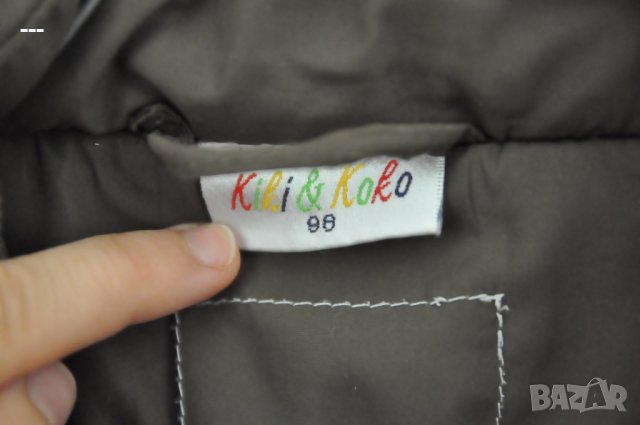 ---
Kiki & Koko
98
BAZAR